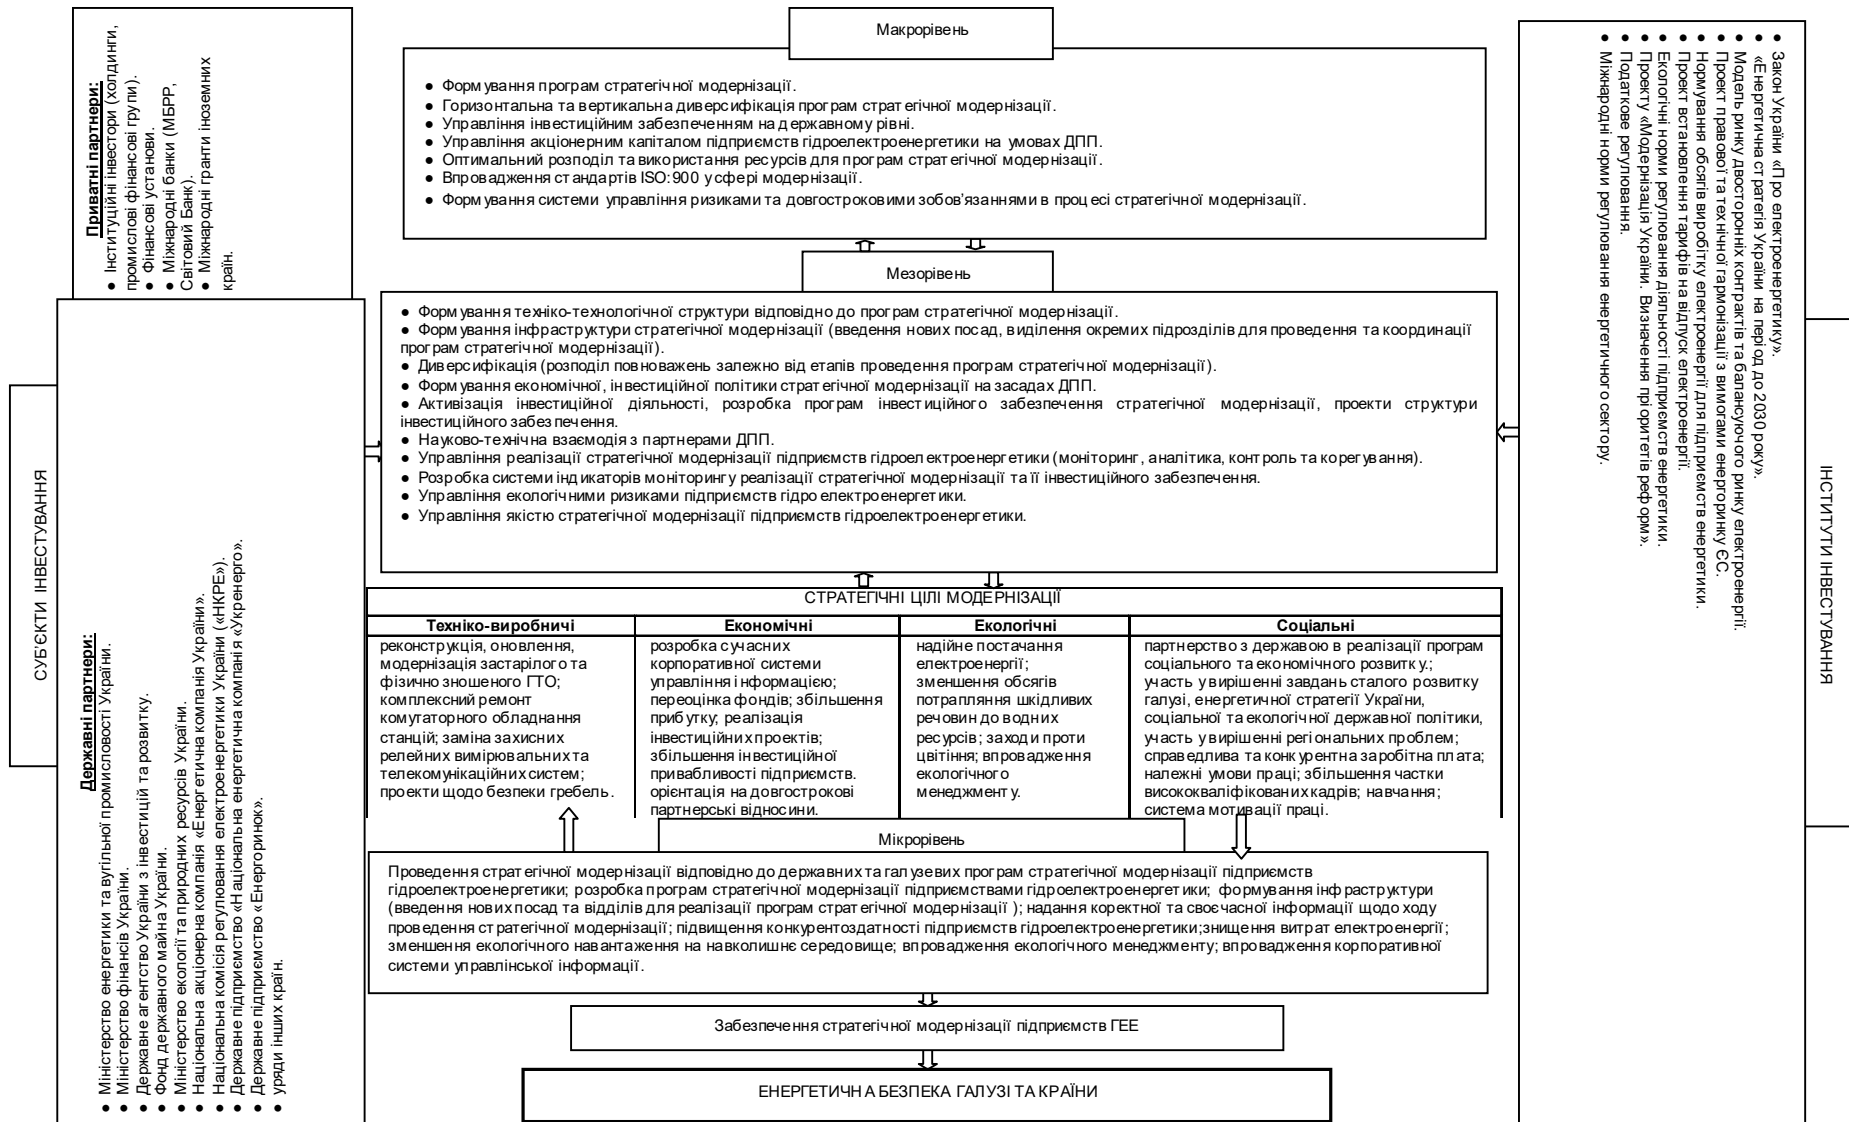 СУБ'ЄКТИ ІНВЕСТУВАННЯ
Приватні партнери:
● Інституційні інвестори (холдинги,
промислові фінансові групи).
● Фінансові установи.
● Міжнародні банки (МБРР,
Світовий Банк).
● Міжнародні гранти іноземних
країн.
Державні партнери:
● Міністерство енергетики та вугільної промисловості України.
● Міністерство фінансів України.
● Державне агентство України з інвестицій та розвитку.
● Фонд державного майна України.
● Міністерство екології та природних ресурсів України.
● Національна акціонерна компанія «Енергетична компанія України».
● Національна комісія регулювання електроенергетики України («НКРЕ»).
● Державне підприємство «Національна енергетична компанія «Укренерго».
● Державне підприємство «Енергоринок».
● уряди інших країн.
Макрорівень
● Формування програм стратегічної модернізації.
● Горизонтальна та вертикальна диверсифікація програм стратегічної модернізації.
● Управління інвестиційним забезпеченням на державному рівні.
● Управління акціонерним капіталом підприємств гідроелектроенергетики на умовах ДПП.
● Оптимальний розподіл та використання ресурсів для програм стратегічної модернізації.
● Впровадження стандартів ISO:900 у сфері модернізації.
● Формування системи управління ризиками та довгостроковими зобов'язаннями в процесі стратегічної модернізації.
Мезорівень
● Формування техніко-технологічної структури відповідно до програм стратегічної модернізації.
● Формування інфраструктури стратегічної модернізації (введення нових посад, виділення окремих підрозділів для проведення та координації
програм стратегічної модернізації).
● Диверсифікація (розподіл повноважень залежно від етапів проведення програм стратегічної модернізації).
● Формування економічної, інвестиційної політики стратегічної модернізації на засадах ДПП.
● Активізація інвестиційної діяльності, розробка програм інвестиційного забезпечення стратегічної модернізації, проекти структури
інвестиційного забезпечення.
● Науково-технічна взаємодія з партнерами ДПП.
● Управління реалізації стратегічної модернізації підприємств гідроелектроенергетики (моніторинг, аналітика, контроль та корегування).
● Розробка системи індикаторів моніторингу реалізації стратегічної модернізації та її інвестиційного забезпечення.
● Управління екологічними ризиками підприємств гідро електроенергетики.
● Управління якістю стратегічної модернізації підприємств гідроелектроенергетики.
СТРАТЕГІЧНІ ЦІЛІ МОДЕРНІЗАЦІЇ
Техніко-виробничі
реконструкція, оновлення,
модернізація застарілого та
фізично зношеного ГТО;
комплексний ремонт
комутаторного обладнання
станцій; заміна захисних
релейних вимірювальних та
телекомунікаційних систем;
проекти щодо безпеки гребель.
Економічні
розробка сучасних
корпоративної системи
управління інформацією;
переоцінка фондів; збільшення
прибутку; реалізація
інвестиційних проектів;
збільшення інвестиційної
привабливості підприємств.
орієнтація на довгострокові
партнерські відносини.
Екологічні
надійне постачання
електроенергії;
зменшення обсягів
потрапляння шкідливих
речовин до водних
ресурсів; заходи проти
цвітіння; впровадження
екологічного
менеджменту.
Соціальні
партнерство з державою в реалізації програм
соціального та економічного розвитку.;
участь у вирішенні завдань сталого розвитку
галузі, енергетичної стратегії України,
соціальної та екологічної державної політики,
участь у вирішенні регіональних проблем;
справедлива та конкурентна заробітна плата;
належні умови праці; збільшення частки
висококваліфікованих кадрів; навчання;
система мотивації праці.
Мікрорівень
Проведення стратегічної модернізації відповідно до державних та галузевих програм стратегічної модернізації підприємств
гідроелектроенергетики; розробка програм стратегічної модернізації підприємствами гідроелектроенергетики; формування інфраструктури
(введення нових посад та відділів для реалізації програм стратегічної модернізації ); надання коректної та своєчасної інформації щодо ходу
проведення стратегічної модернізації; підвищення конкурентоздатності підприємств гідроелектроенергетики;знищення витрат електроенергії;
зменшення екологічного навантаження на навколишнє середовище; впровадження екологічного менеджменту; впровадження корпоративної
системи управлінської інформації.
Забезпечення стратегічної модернізації підприємств ГЕЕ
ЕНЕРГЕТИЧНА БЕЗПЕКА ГАЛУЗІ ТА КРАЇНИ
● Закон України «Про електроенергетику».
● «Енергетична стратегія України на період до 2030 року».
● Модель ринку двосторонніх контрактів та балансуючого ринку електроенергії.
● Проект правової та технічної гармонізації з вимогами енергоринку ЄС.
● Нормування обсягів виробітку електроенергії для підприємств енергетики.
● Проект встановлення тарифів на відпуск електроенергії.
● Екологічні норми регулювання діяльності підприємств енергетики.
● Проекту «Модернізація України. Визначення пріоритетів реформ».
● Податкове регулювання.
● Міжнародні норми регулювання енергетичного сектору.
ІНСТИТУТИ ІНВЕСТУВАННЯ